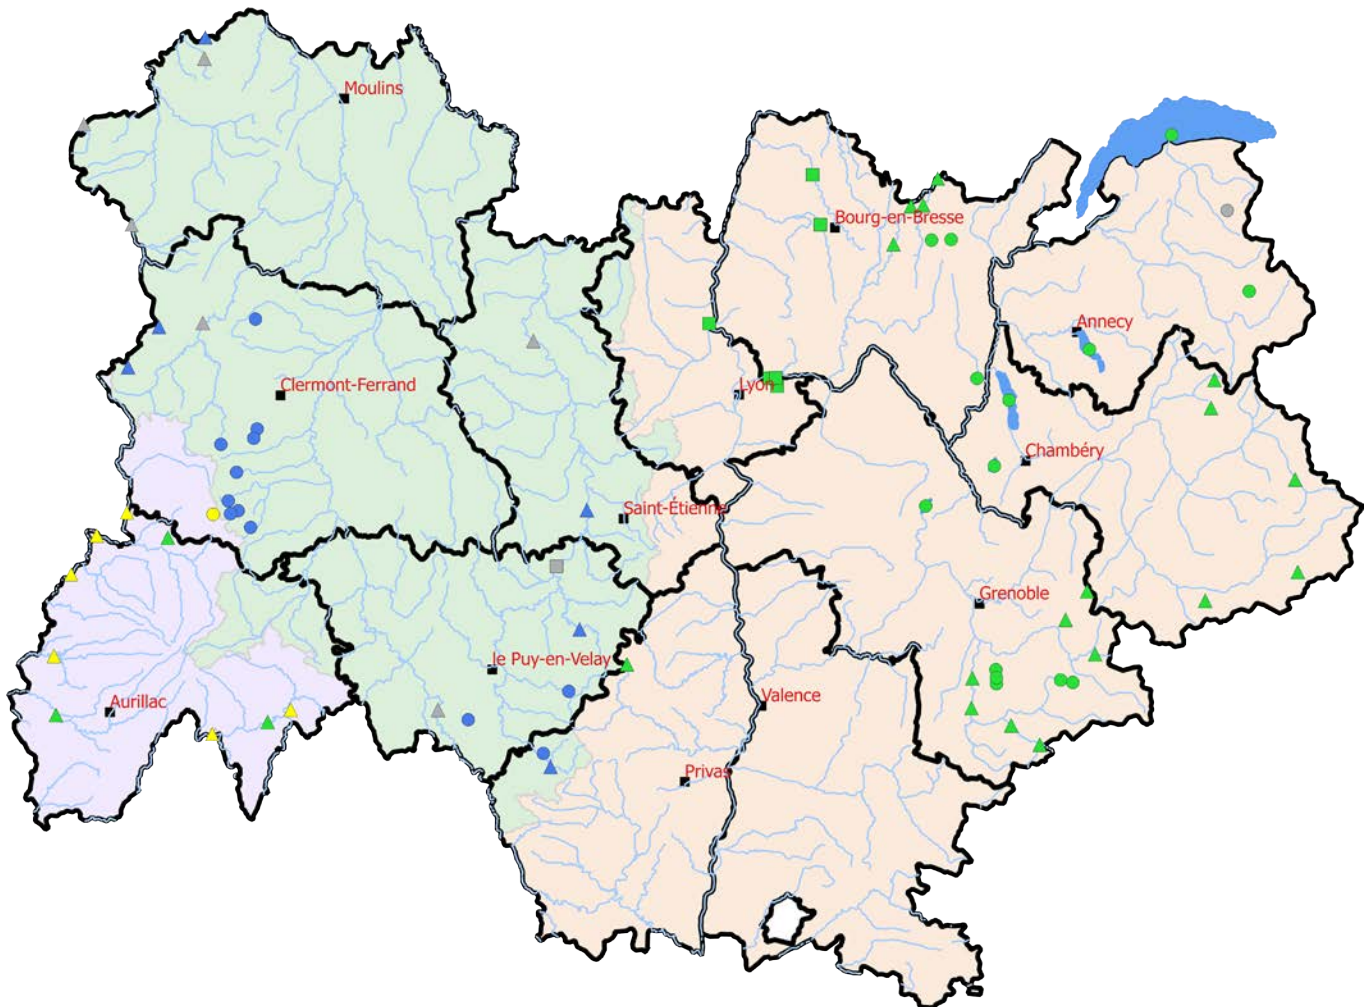 Moulins
Bourg-en-Bresse
Annecy
Clermont-Ferrand
Lyon
Chambéry
Saint-Étienne
Grenoble
le Puy-en-Velay
Valence
Aurillac
Privas